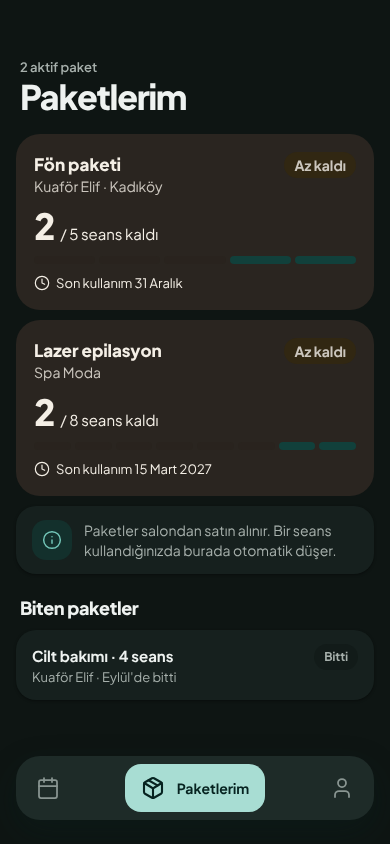 2 aktif paket
Paketlerim
Fön paketi
Az kaldı
Kuaför Elif · Kadıköy
2 / 5 seans kaldı
Son kullanım 31 Aralık
Lazer epilasyon
Az kaldı
Spa Moda
2 / 8 seans kaldı
Son kullanım 15 Mart 2027
Paketler salondan satın alınır. Bir seans
kullandığınızda burada otomatik düşer.
Biten paketler
Cilt bakımı · 4 seans
Bitti
Kuaför Elif · Eylül'de bitti
Paketlerim